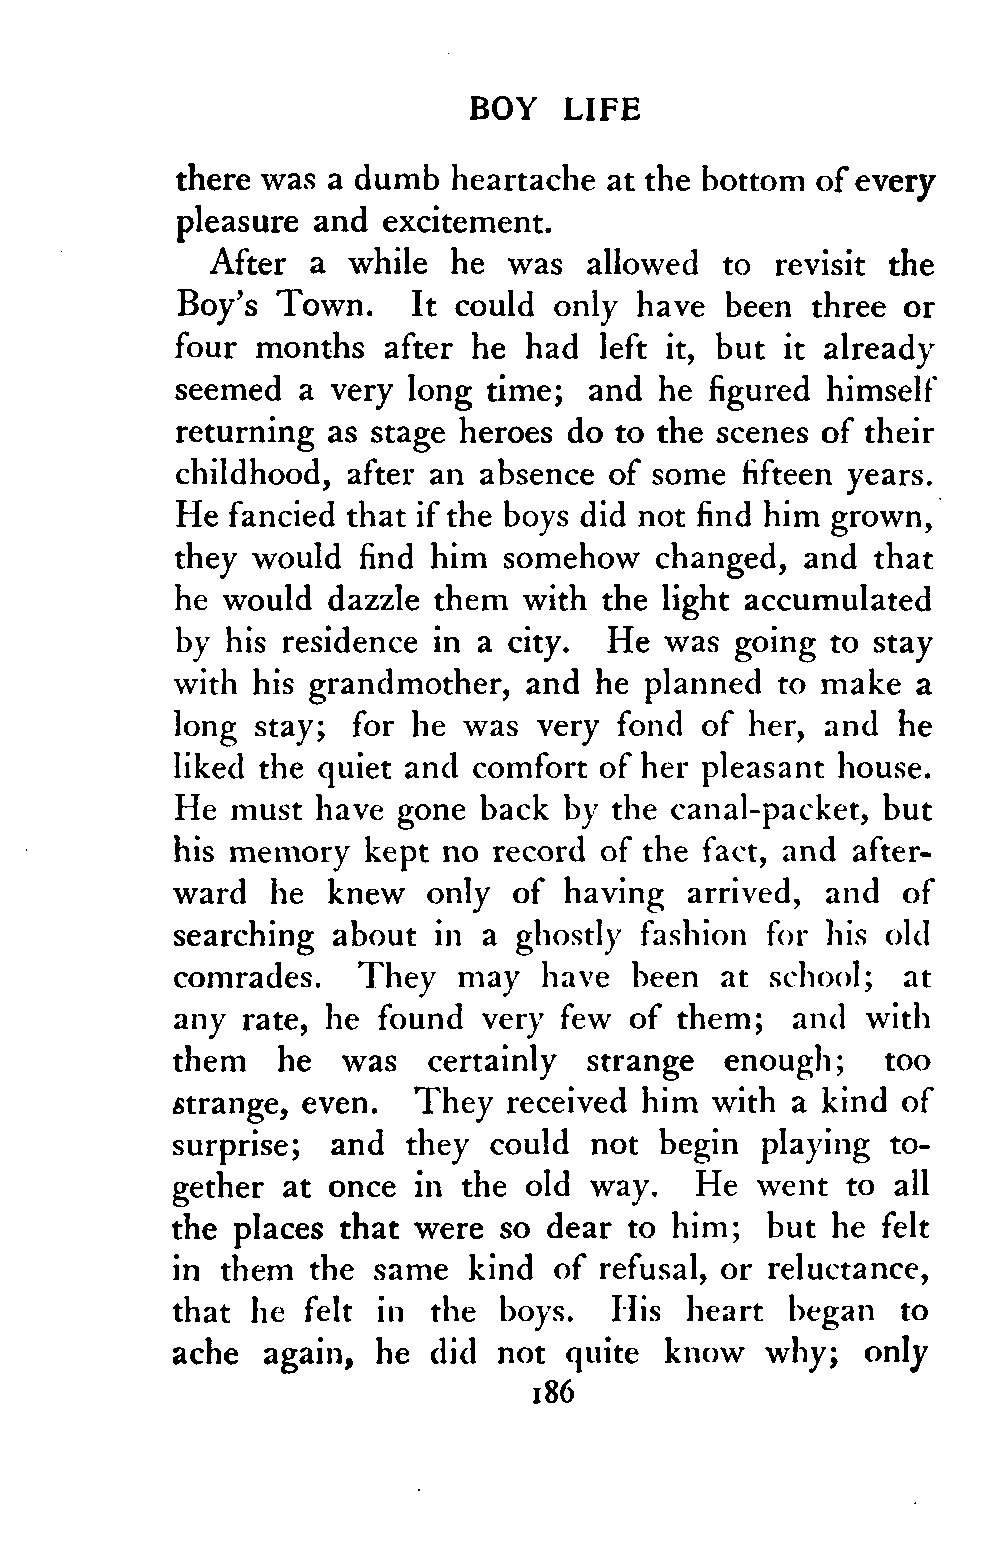 BOY LIFE
there was a dumb heartache at the bottom of every
pleasure and excitement.
After a while he was allowed to revisit the
Boy's Town. It could only have been three or
four months after he had left it, but it already
seemed a very long time; and he figured himself
returning as stage heroes do to the scenes of their
childhood, after an absence of some fifteen years.
He fancied that if the boys did not find him grown,
they would find him somehow changed, and that
he would dazzle them with the light accumulated
by his residence in a city. He was going to stay
with his grandmother, and he planned to make a
long stay; for he was very fond of her, and he
liked the quiet and comfort of her pleasant house.
He must have gone back by the canal-packet, but
his memory kept no record of the fact, and after-
ward he knew only of having arrived, and of
searching about in a ghostly fashion for his old
comrades. They may have been at school; at
any rate, he found very few of them; and with
them he was certainly strange enough; too
strange, even. They received him with a kind of
surprise; and they could not begin playing to-
gether at once in the old way. He went to all
the places that were so dear to him; but he felt
in them the same kind of refusal, or reluctance,
that he felt in the boys. His heart began to
ache again, he did not quite know why; only
186